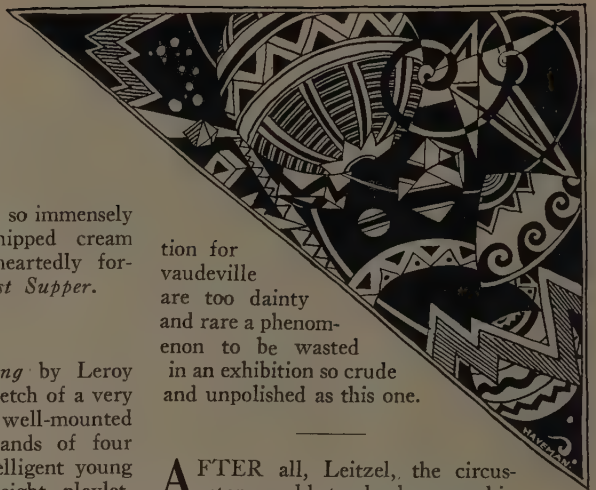 so immensely
hipped cream
heartedly for-
st Supper.
ng by Leroy
etch of a very
well-mounted
ands of four
elligent young
tion for
vaudeville
are too dainty
and rare a phenom-
enon to be wasted
in an exhibition so crude
and unpolished as this one.
AFTER all, Leitzel, the circus-
HAVEMAN